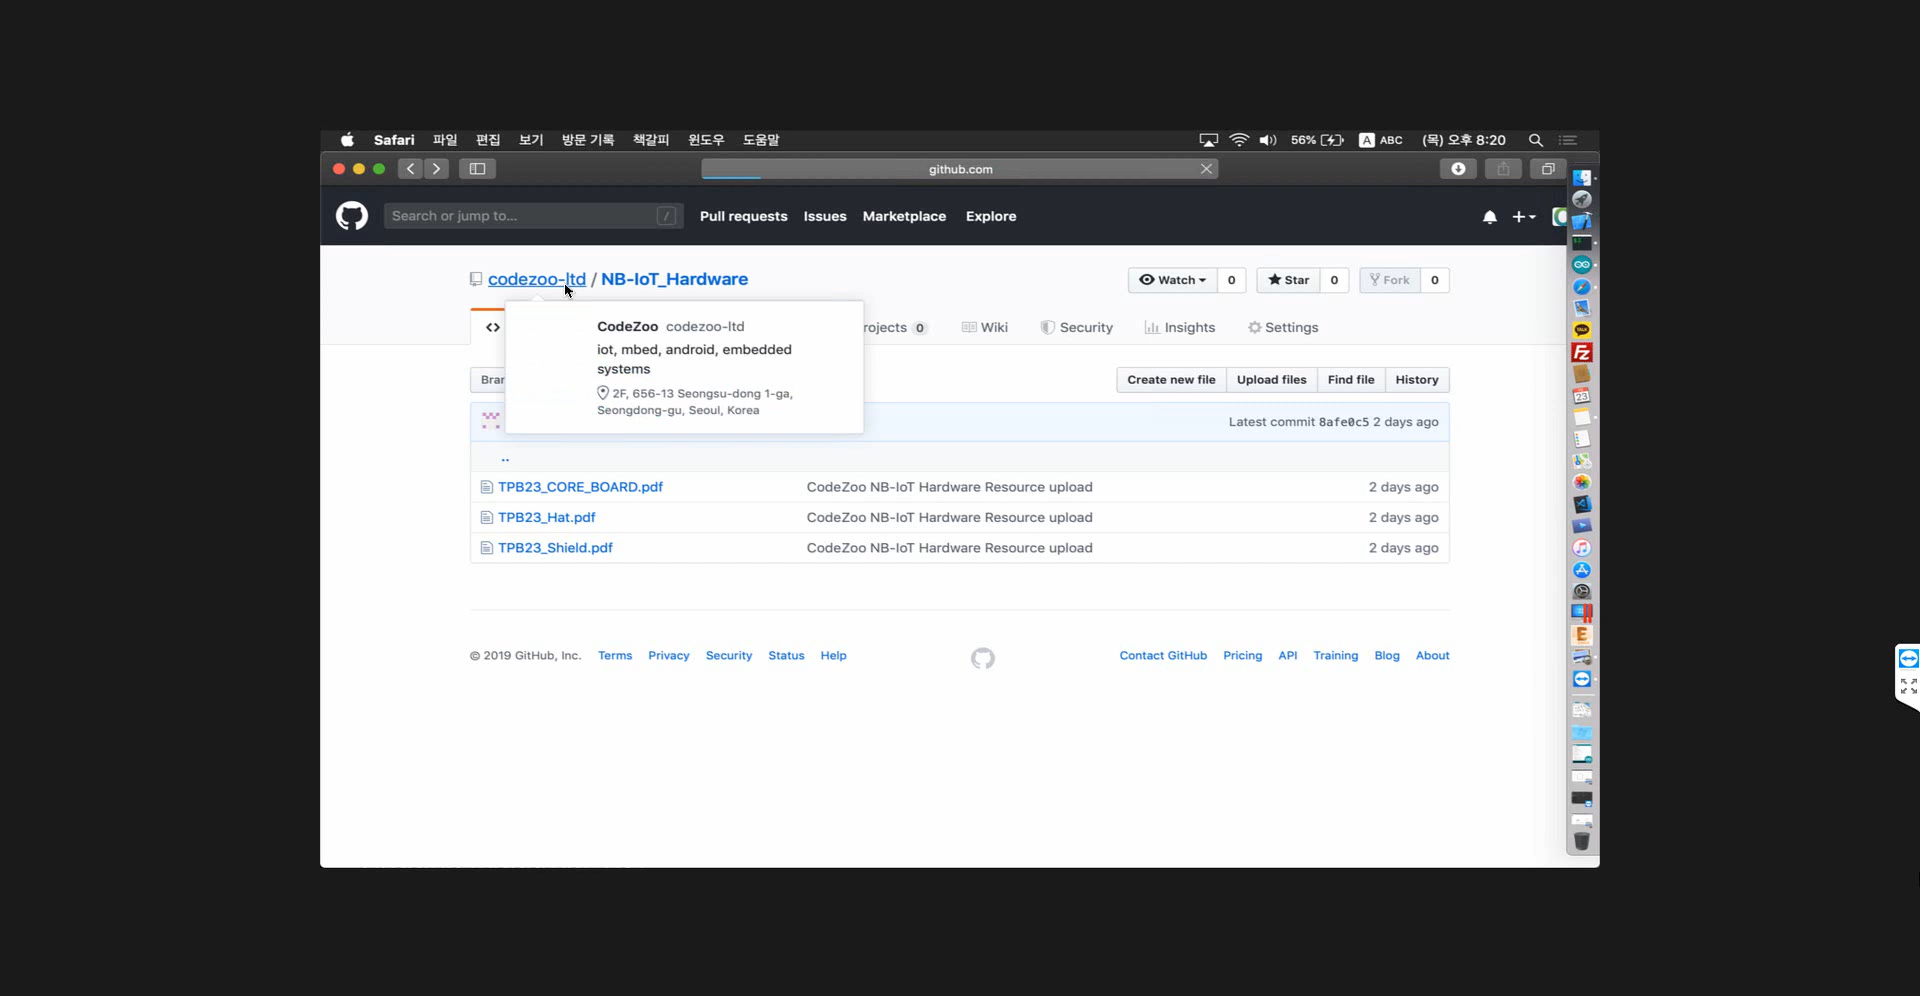 Safari 파일 편집 보기 방문 기록 책갈피 윈도우 도움말 56% A ABC (목) 오후 8:20
github.com
Search or jump to... / Pull requests Issues Marketplace Explore
codezoo-ltd / NB-IoT_Hardware Watch 0 Star 0 Fork 0
rojects 0 Wiki Security Insights Settings
CodeZoo codezoo-ltd
iot, mbed, android, embedded
systems
2F, 656-13 Seongsu-dong 1-ga,
Seongdong-gu, Seoul, Korea
Bran Create new file Upload files Find file History
Latest commit 8afe0c5 2 days ago
..
TPB23_CORE_BOARD.pdf CodeZoo NB-IoT Hardware Resource upload 2 days ago
TPB23_Hat.pdf CodeZoo NB-IoT Hardware Resource upload 2 days ago
TPB23_Shield.pdf CodeZoo NB-IoT Hardware Resource upload 2 days ago
© 2019 GitHub, Inc. Terms Privacy Security Status Help Contact GitHub Pricing API Training Blog About